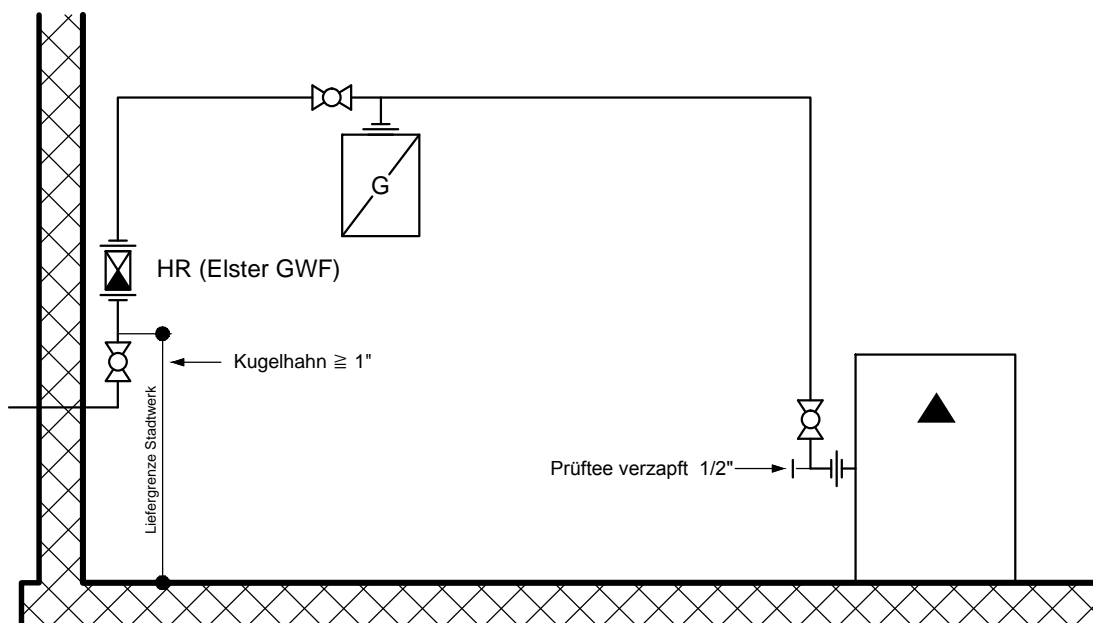 G
HR (Elster GWF)
Kugelhahn ≧ 1"
Liefergrenze Stadtwerk
Prüftee verzapft 1/2"